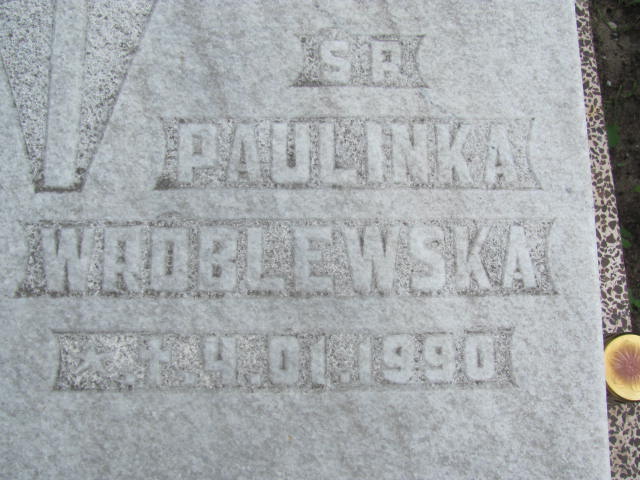 ŚP.
PAULINKA
WRÓBLEWSKA
★.†.4.01.1990